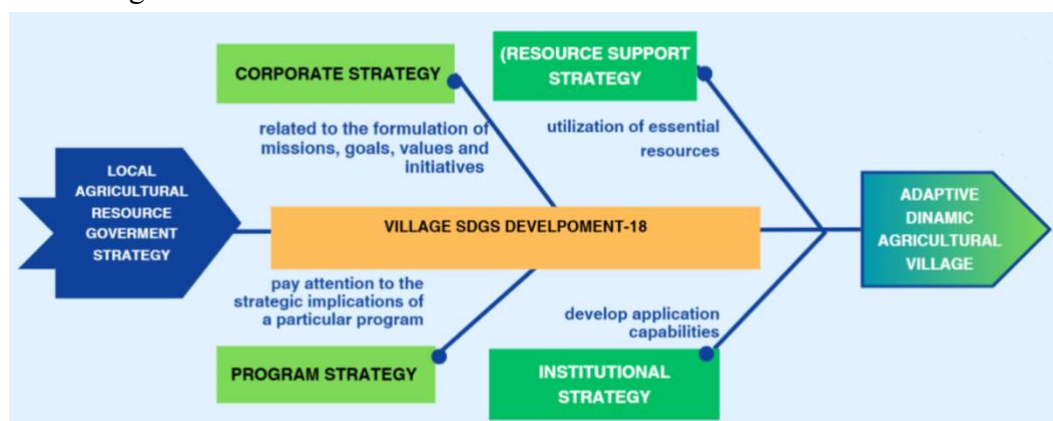 CORPORATE STRATEGY
(RESOURCE SUPPORT
STRATEGY
related to the formulation of
missions, goals, values and
initiatives
utilization of essential
resources
LOCAL
AGRICULTURAL
RESOURCE
GOVERMENT
STRATEGY
VILLAGE SDGS DEVELPOMENT-18
ADAPTIVE
DINAMIC
AGRICULTURAL
VILLAGE
pay attention to the
strategic implications of
a particular program
develop application
capabilities
PROGRAM STRATEGY
INSTITUTIONAL
STRATEGY